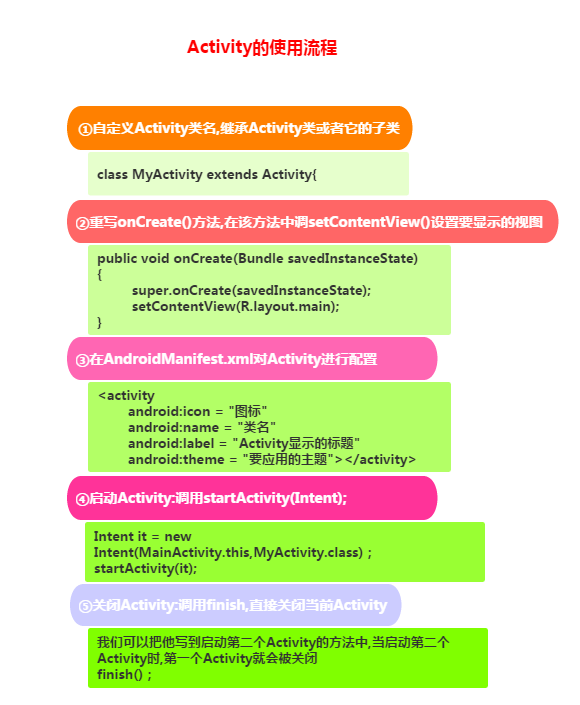 Activity的使用流程
①自定义Activity类名,继承Activity类或者它的子类
class MyActivity extends Activity{
②重写onCreate()方法,在该方法中调setContentView()设置要显示的视图
public void onCreate(Bundle savedInstanceState)
{
super.onCreate(savedInstanceState);
setContentView(R.layout.main);
}
③在AndroidManifest.xml对Activity进行配置
<activity
android:icon = "图标"
android:name = "类名"
android:label = "Activity显示的标题"
android:theme = "要应用的主题"></activity>
④启动Activity:调用startActivity(Intent);
Intent it = new
Intent(MainActivity.this,MyActivity.class) ;
startActivity(it);
⑤关闭Activity:调用finish,直接关闭当前Activity
我们可以把他写到启动第二个Activity的方法中,当启动第二个
Activity时,第一个Activity就会被关闭
finish() ;